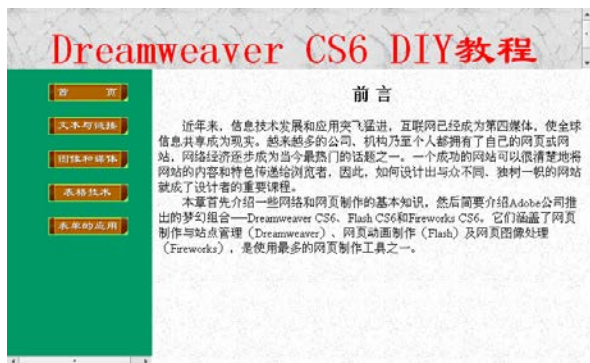 Dreamweaver CS6 DIY教程
首 页
文本与链接
图像和媒体
表格技术
表单的应用
前 言
近年来，信息技术发展和应用突飞猛进，互联网已经成为第四媒体，使全球
信息共享成为现实。越来越多的公司、机构乃至个人都拥有了自己的网页或网
站，网络经济逐步成为当今最热门的话题之一。一个成功的网站可以很清楚地将
网站的内容和特色传递给浏览者，因此，如何设计出与众不同、独树一帜的网站
就成了设计者的重要课程。
本章首先介绍一些网络和网页制作的基本知识，然后简要介绍Adobe公司推
出的梦幻组合——Dreamweaver CS6、Flash CS6和Fireworks CS6，它们涵盖了网页
制作与站点管理（Dreamweaver）、网页动画制作（Flash）及网页图像处理
（Fireworks），是使用最多的网页制作工具之一。